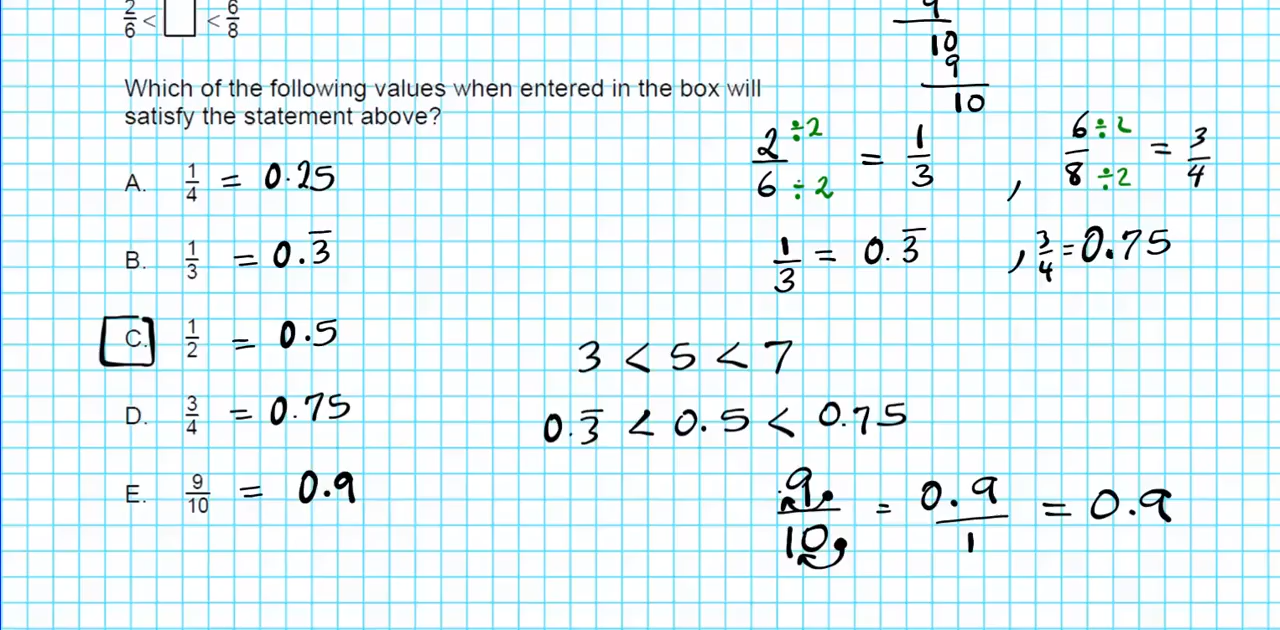 2/6 < □ < 6/8
9/10
9/10
Which of the following values when entered in the box will
satisfy the statement above?
2÷2/6÷2 = 1/3 , 6÷2/8÷2 = 3/4
A. 1/4 = 0.25
B. 1/3 = 0.3̅
1/3 = 0.3̅ , 3/4 = 0.75
C. 1/2 = 0.5
3 < 5 < 7
D. 3/4 = 0.75
0.3̅ < 0.5 < 0.75
E. 9/10 = 0.9
9./10. = 0.9/1 = 0.9